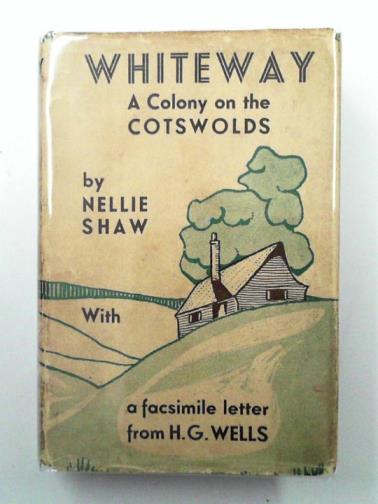 WHITEWAY
A Colony on the
COTSWOLDS
by
NELLIE
SHAW
With
a facsimile letter
from H.G. WELLS